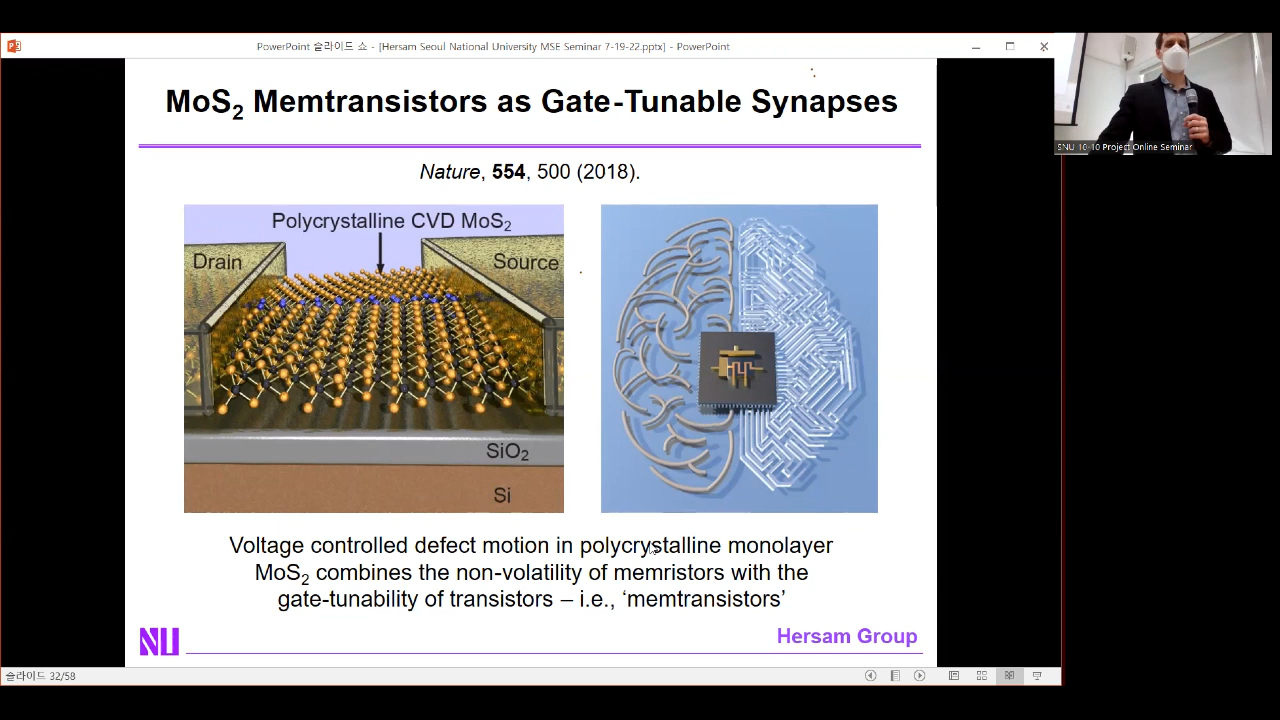 PowerPoint 슬라이드 쇼 - [Hersam Seoul National University MSE Seminar 7-19-22.pptx] - PowerPoint
MoS2 Memtransistors as Gate-Tunable Synapses
Nature, 554, 500 (2018).
Polycrystalline CVD MoS2
Drain
Source
SiO2
Si
Voltage controlled defect motion in polycrystalline monolayer
MoS2 combines the non-volatility of memristors with the
gate-tunability of transistors – i.e., ‘memtransistors’
NU
Hersam Group
슬라이드 32/58
SNU 10-10 Project Online Seminar